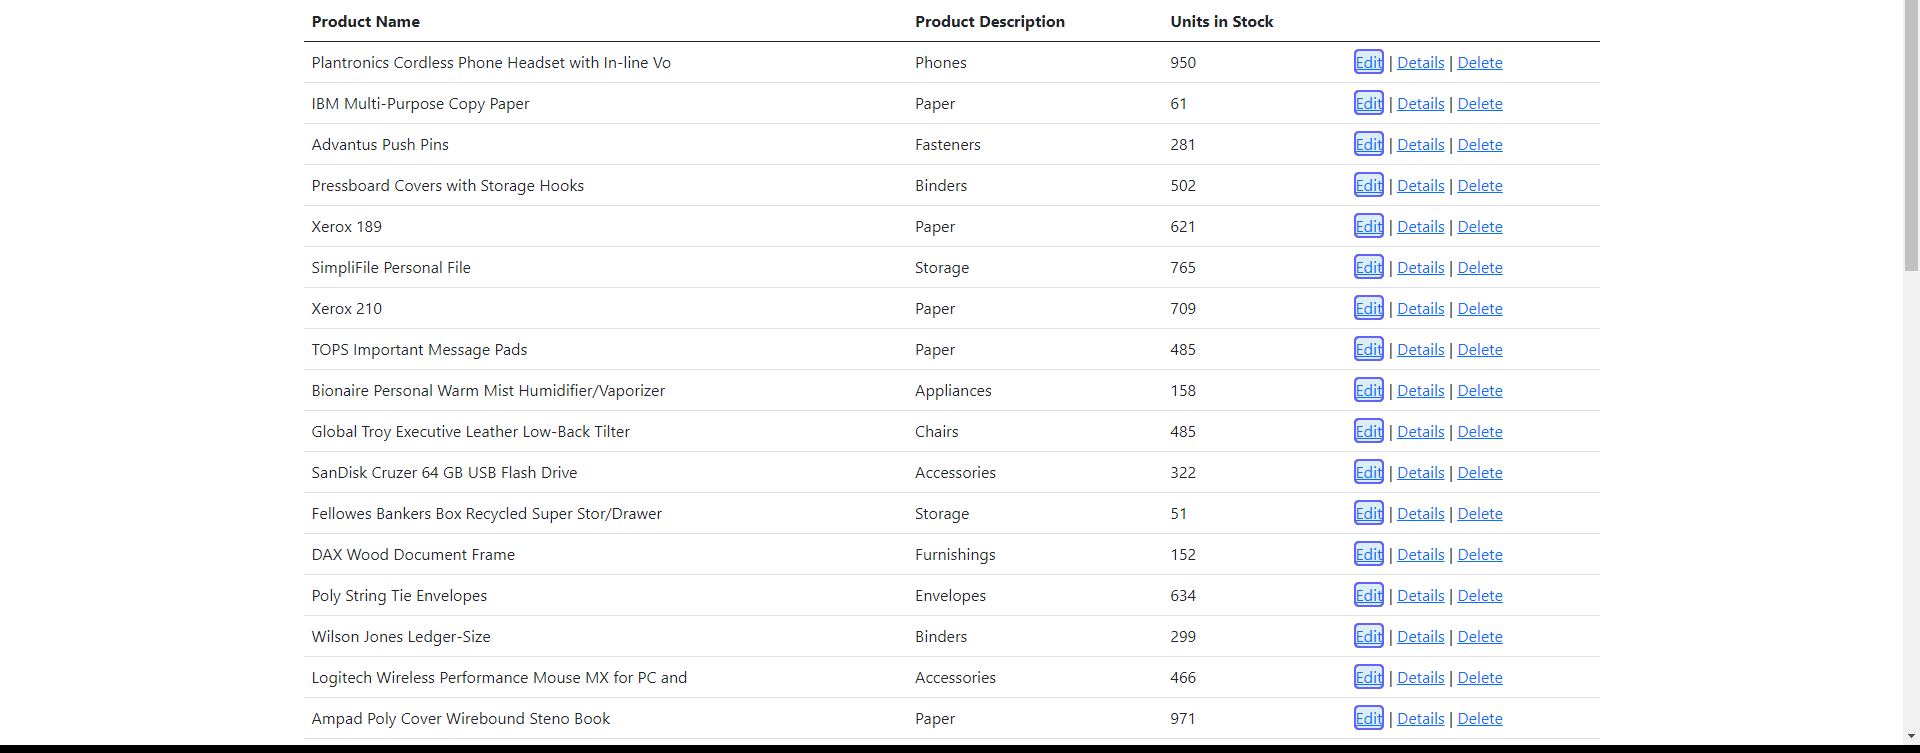 Product Name Product Description Units in Stock
Plantronics Cordless Phone Headset with In-line Vo Phones 950 Edit | Details | Delete
IBM Multi-Purpose Copy Paper Paper 61 Edit | Details | Delete
Advantus Push Pins Fasteners 281 Edit | Details | Delete
Pressboard Covers with Storage Hooks Binders 502 Edit | Details | Delete
Xerox 189 Paper 621 Edit | Details | Delete
SimpliFile Personal File Storage 765 Edit | Details | Delete
Xerox 210 Paper 709 Edit | Details | Delete
TOPS Important Message Pads Paper 485 Edit | Details | Delete
Bionaire Personal Warm Mist Humidifier/Vaporizer Appliances 158 Edit | Details | Delete
Global Troy Executive Leather Low-Back Tilter Chairs 485 Edit | Details | Delete
SanDisk Cruzer 64 GB USB Flash Drive Accessories 322 Edit | Details | Delete
Fellowes Bankers Box Recycled Super Stor/Drawer Storage 51 Edit | Details | Delete
DAX Wood Document Frame Furnishings 152 Edit | Details | Delete
Poly String Tie Envelopes Envelopes 634 Edit | Details | Delete
Wilson Jones Ledger-Size Binders 299 Edit | Details | Delete
Logitech Wireless Performance Mouse MX for PC and Accessories 466 Edit | Details | Delete
Ampad Poly Cover Wirebound Steno Book Paper 971 Edit | Details | Delete